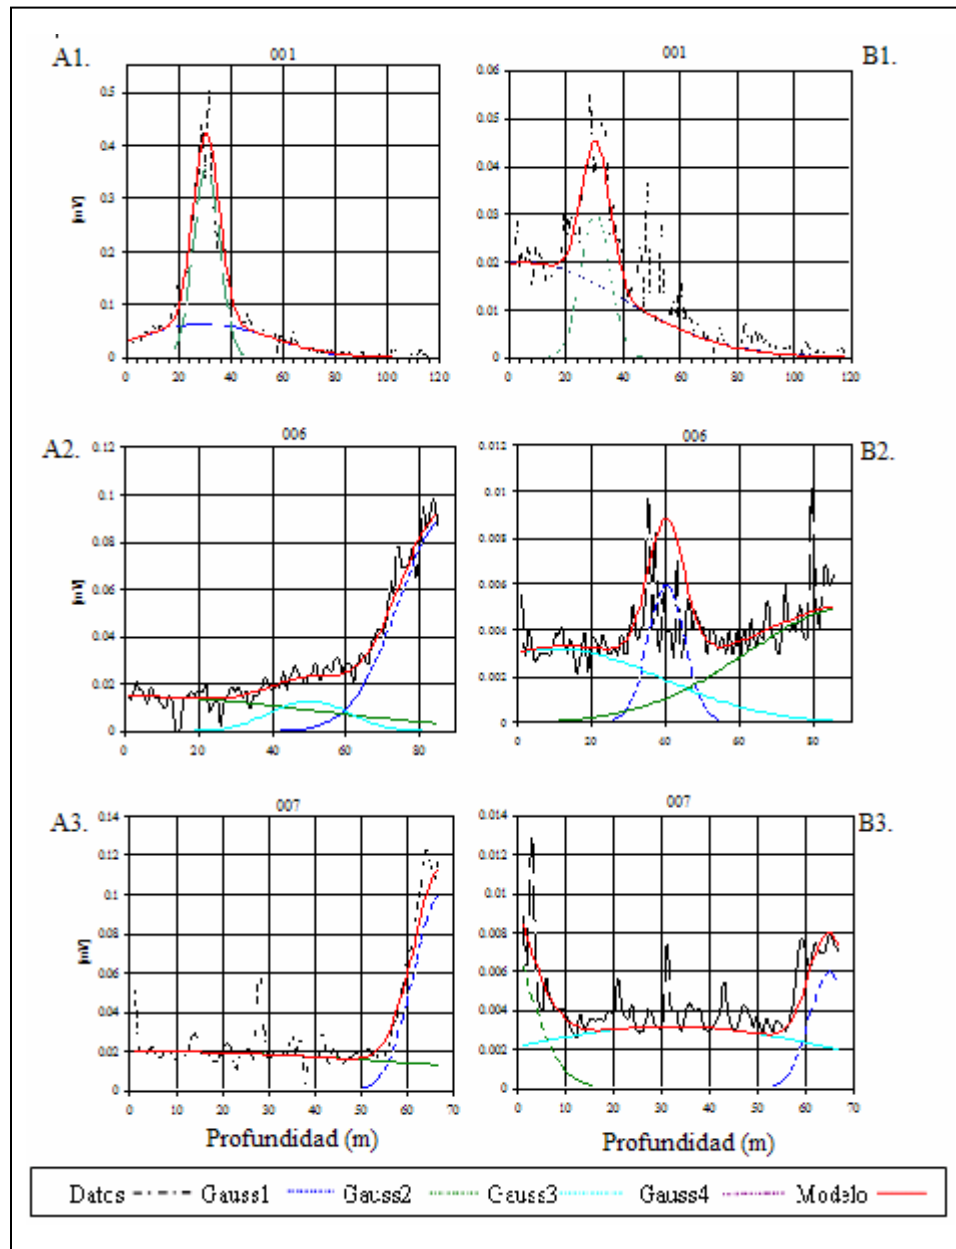 A1.
001
[mV]
0.5
0.4
0.3
0.2
0.1
0
0 20 40 60 80 100 120
001
B1.
0.06
0.05
0.04
0.03
0.02
0.01
0
0 20 40 60 80 100 120
A2.
006
[mV]
0.12
0.1
0.08
0.06
0.04
0.02
0
0 20 40 60 80
006
B2.
0.012
0.01
0.008
0.006
0.004
0.002
0
0 20 40 60 80
A3.
007
[mV]
0.14
0.12
0.1
0.08
0.06
0.04
0.02
0
0 10 20 30 40 50 60 70
Profundidad (m)
007
B3.
0.014
0.012
0.01
0.008
0.006
0.004
0.002
0
0 10 20 30 40 50 60 70
Profundidad (m)
Datos Gauss1 Gauss2 Gauss3 Gauss4 Modelo